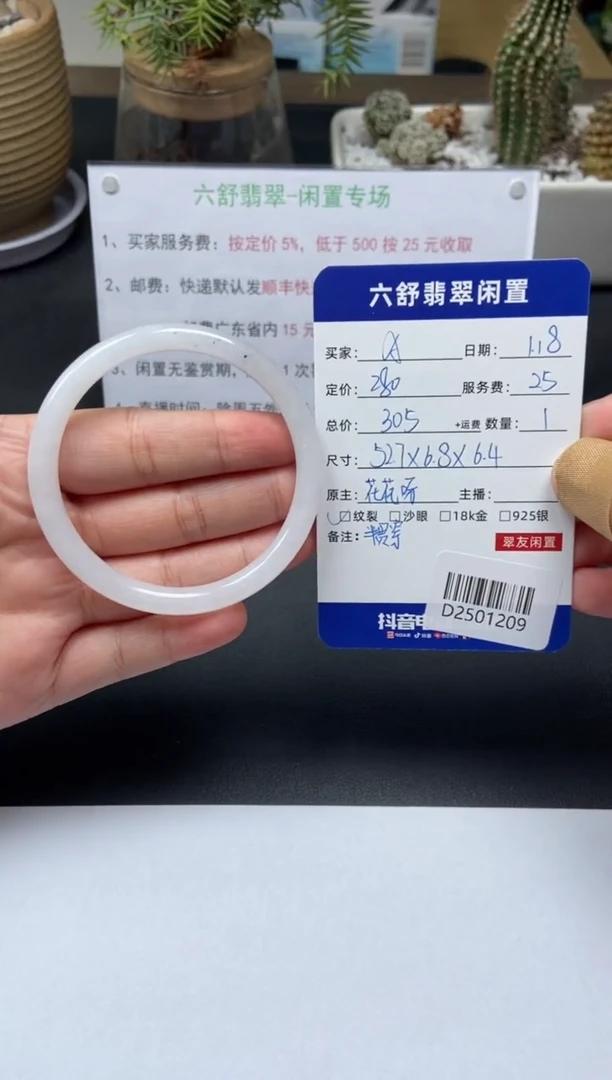 六舒翡翠-闲置专场
1、买家服务费：按定价5%，低于500按25元收取
2、邮费：快递默认发顺丰快
广东省内15元
3、闲置无鉴赏期，
六舒翡翠闲置
买家： 日期：1.18
定价：280 服务费：25
总价：305 +运费 数量：1
尺寸：52.7X6.8X6.4
原主：花花 主播：
☑纹裂 □沙眼 □18k金 □925银
备注：
翠友闲置
D2501209
抖音电